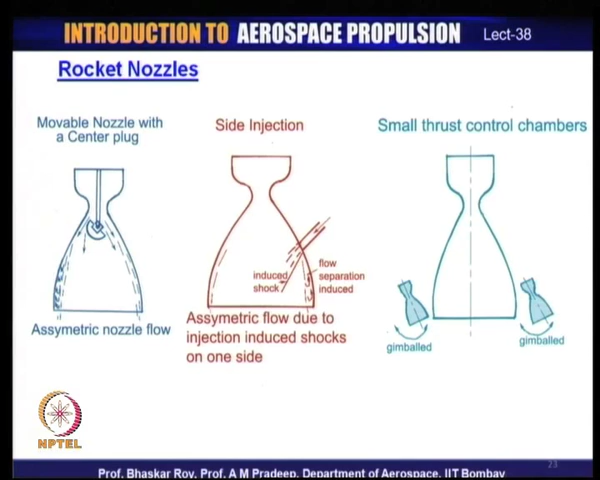 INTRODUCTION TO AEROSPACE PROPULSION Lect-38
Rocket Nozzles
Movable Nozzle with
a Center plug
Assymetric nozzle flow
Side Injection
induced
shock
flow
separation
induced
Assymetric flow due to
injection induced shocks
on one side
Small thrust control chambers
gimballed
gimballed
NPTEL
23
Prof. Bhaskar Roy, Prof. A M Pradeep, Department of Aerospace, IIT Bombay